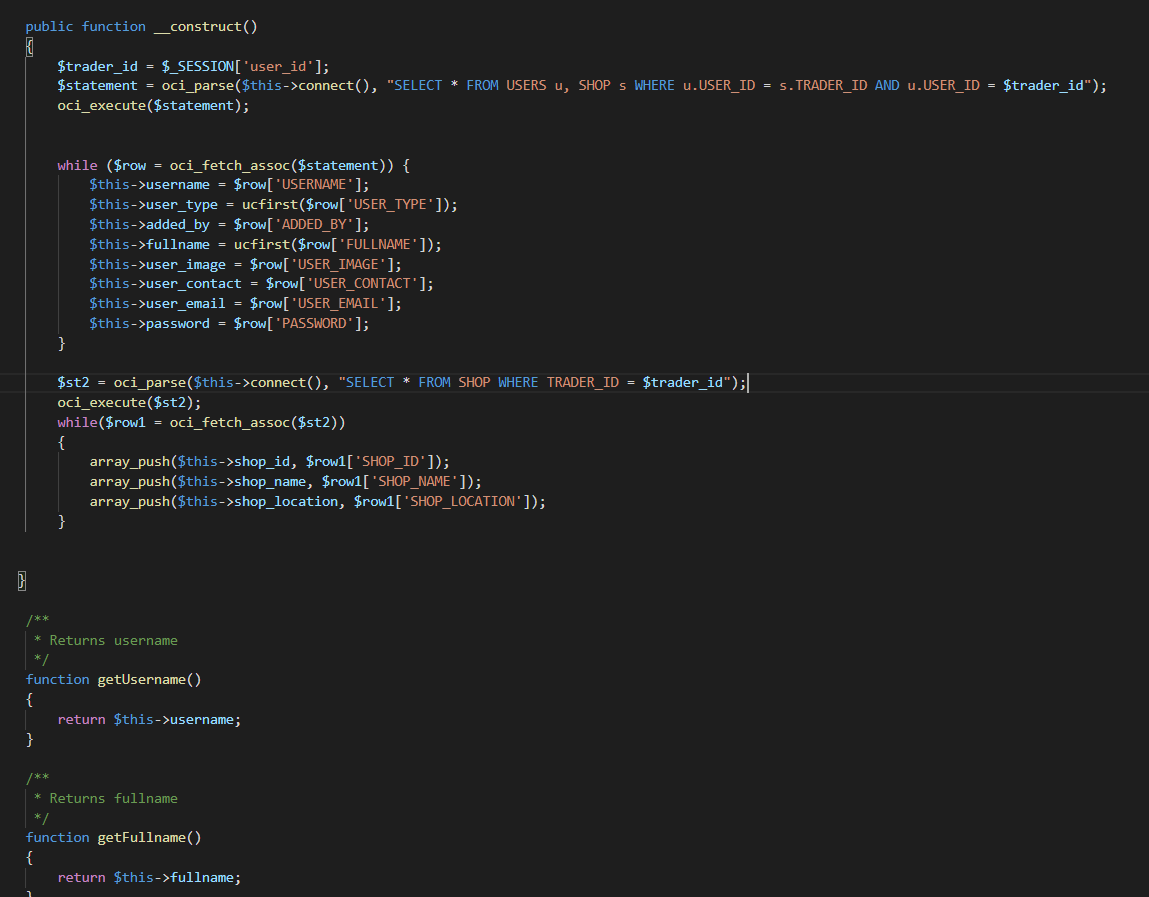 public function __construct()
{
    $trader_id = $_SESSION['user_id'];
    $statement = oci_parse($this->connect(), "SELECT * FROM USERS u, SHOP s WHERE u.USER_ID = s.TRADER_ID AND u.USER_ID = $trader_id");
    oci_execute($statement);
    while ($row = oci_fetch_assoc($statement)) {
        $this->username = $row['USERNAME'];
        $this->user_type = ucfirst($row['USER_TYPE']);
        $this->added_by = $row['ADDED_BY'];
        $this->fullname = ucfirst($row['FULLNAME']);
        $this->user_image = $row['USER_IMAGE'];
        $this->user_contact = $row['USER_CONTACT'];
        $this->user_email = $row['USER_EMAIL'];
        $this->password = $row['PASSWORD'];
    }
    $st2 = oci_parse($this->connect(), "SELECT * FROM SHOP WHERE TRADER_ID = $trader_id");
    oci_execute($st2);
    while($row1 = oci_fetch_assoc($st2))
    {
        array_push($this->shop_id, $row1['SHOP_ID']);
        array_push($this->shop_name, $row1['SHOP_NAME']);
        array_push($this->shop_location, $row1['SHOP_LOCATION']);
    }
}
/**
 * Returns username
 */
function getUsername()
{
    return $this->username;
}
/**
 * Returns fullname
 */
function getFullname()
{
    return $this->fullname;
}